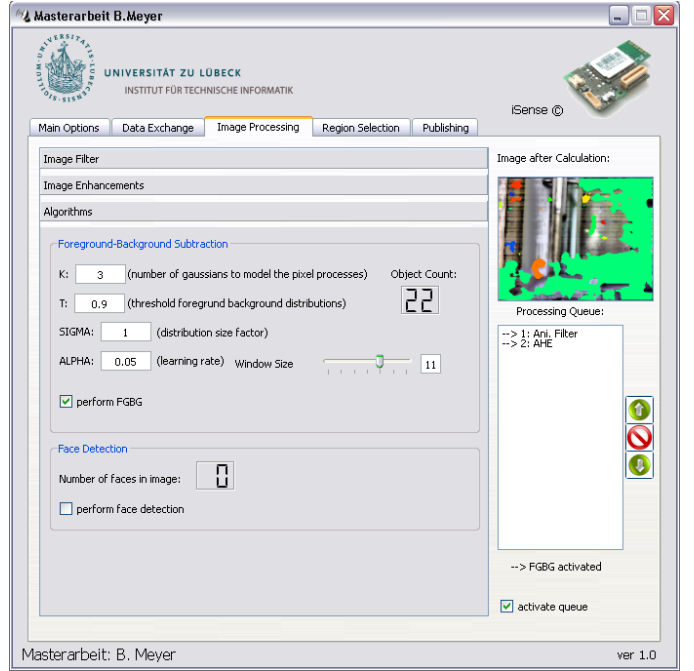 Masterarbeit B.Meyer
UNIVERSITÄT ZU LÜBECK
INSTITUT FÜR TECHNISCHE INFORMATIK
iSense ©
Main Options
Data Exchange
Image Processing
Region Selection
Publishing
Image Filter
Image Enhancements
Algorithms
Foreground-Background Subtraction
K: 3 (number of gaussians to model the pixel processes)
Object Count:
22
T: 0.9 (threshold foregrund background distributions)
SIGMA: 1 (distribution size factor)
ALPHA: 0.05 (learning rate)
Window Size 11
perform FGBG
Face Detection
Number of faces in image: 0
perform face detection
Image after Calculation:
Processing Queue:
--> 1: Ani. Filter
--> 2: AHE
--> FGBG activated
activate queue
Masterarbeit: B. Meyer
ver 1.0